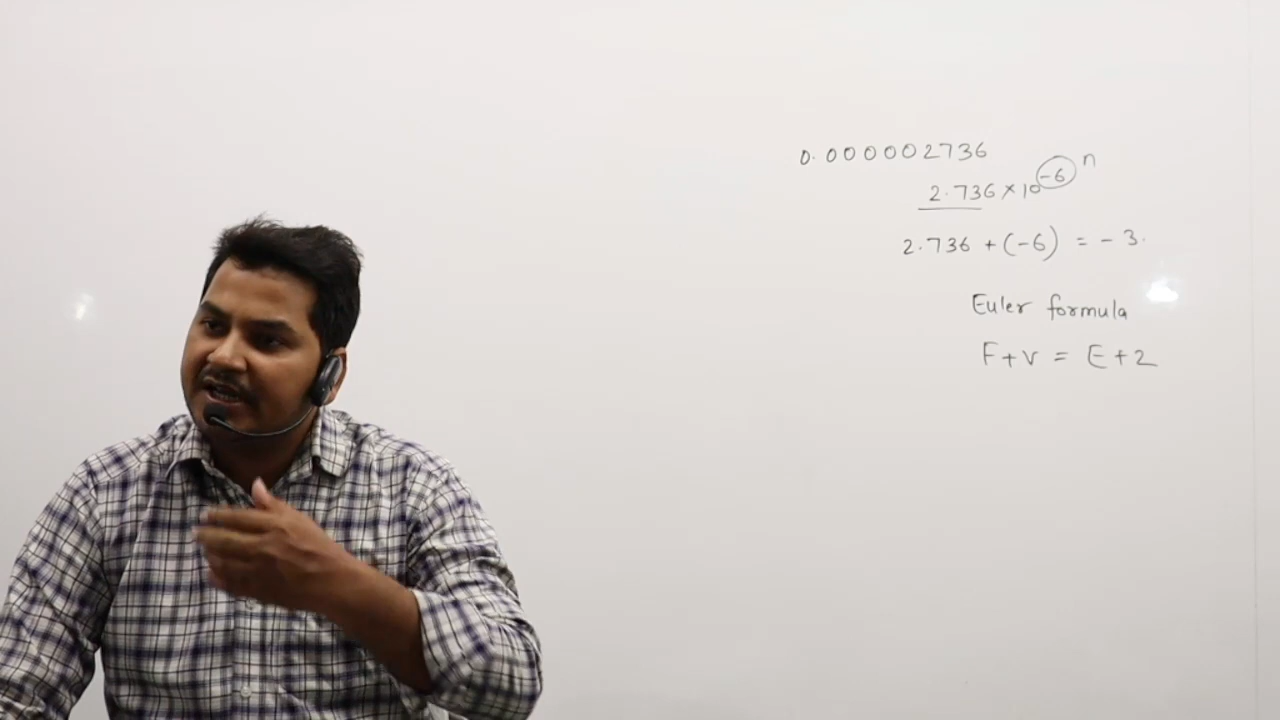 0.000002736
2.736 × 10⁻⁶ n
2.736 + (-6) = - 3.
Euler formula
F + V = E + 2